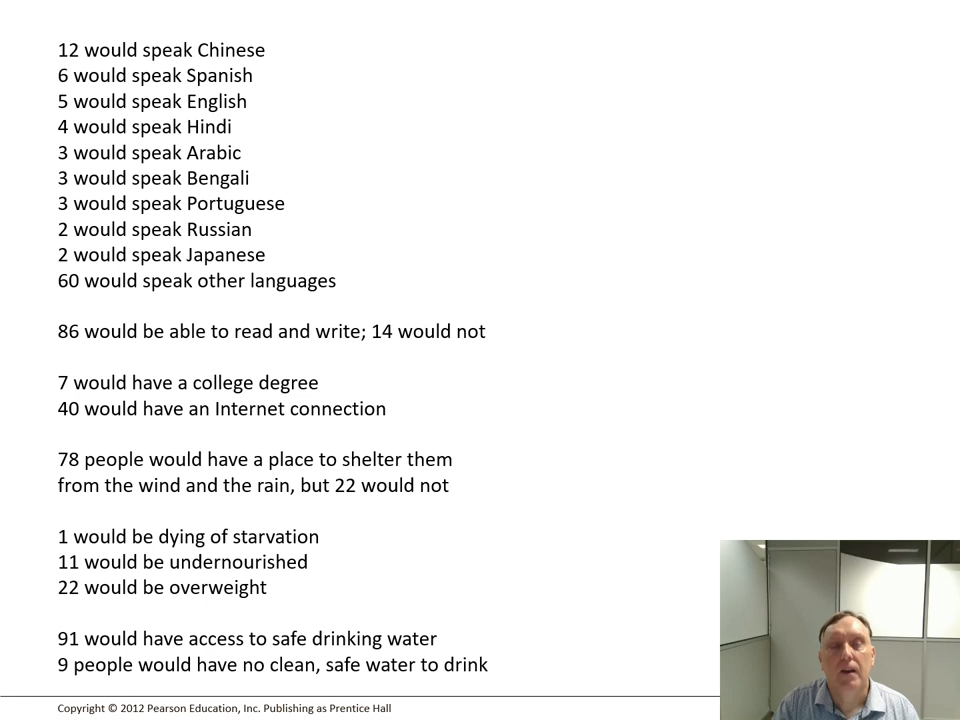 12 would speak Chinese
6 would speak Spanish
5 would speak English
4 would speak Hindi
3 would speak Arabic
3 would speak Bengali
3 would speak Portuguese
2 would speak Russian
2 would speak Japanese
60 would speak other languages
86 would be able to read and write; 14 would not
7 would have a college degree
40 would have an Internet connection
78 people would have a place to shelter them
from the wind and the rain, but 22 would not
1 would be dying of starvation
11 would be undernourished
22 would be overweight
91 would have access to safe drinking water
9 people would have no clean, safe water to drink
Copyright © 2012 Pearson Education, Inc. Publishing as Prentice Hall